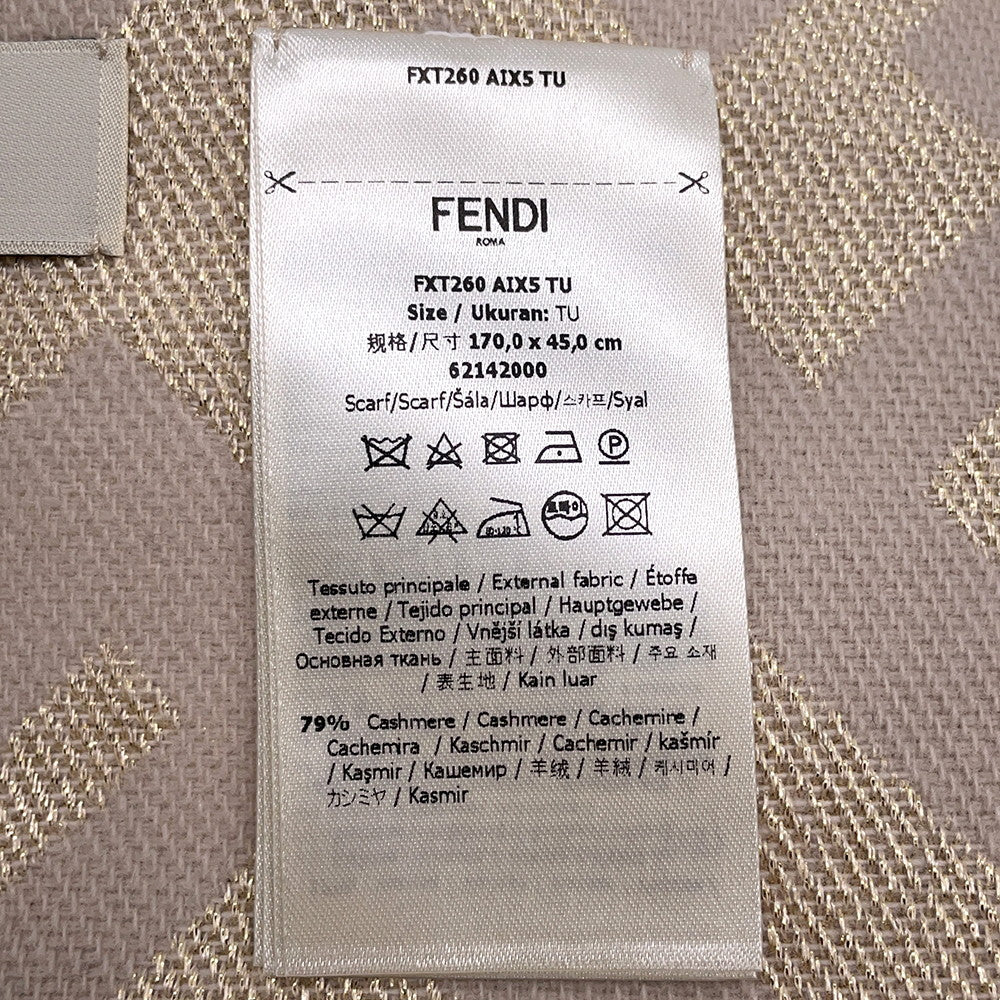 FXT260 AIX5 TU
FENDI
ROMA
FXT260 AIX5 TU
Size / Ukuran: TU
规格/尺寸 170,0 x 45,0 cm
62142000
Scarf/Scarf/Šála/Шарф/스카프/Syal
P
드라이
Tessuto principale / External fabric / Étoffe
externe / Tejido principal / Hauptgewebe /
Tecido Externo / Vnější látka / dış kumaş /
Основная ткань / 主面料 / 外部面料 / 주요 소재
/ 表生地 / Kain luar
79% Cashmere / Cashmere / Cachemire /
Cachemira / Kaschmir / Cachemir / kašmír
/ Kaşmir / Кашемир / 羊绒 / 羊絨 / 캐시미어 /
カシミヤ / Kasmir